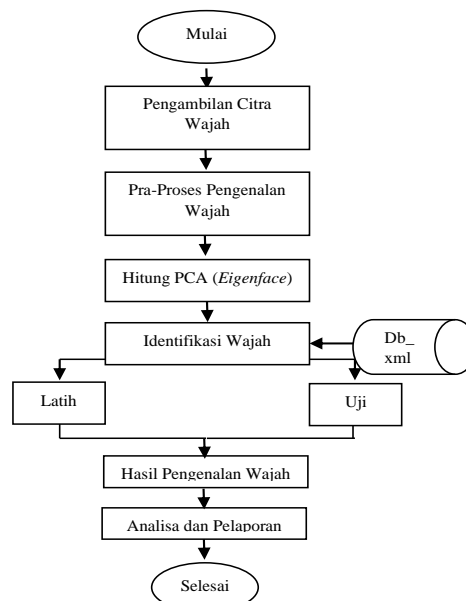 Mulai
Pengambilan Citra
Wajah
Pra-Proses Pengenalan
Wajah
Hitung PCA (Eigenface)
Identifikasi Wajah
Db_
xml
Latih
Uji
Hasil Pengenalan Wajah
Analisa dan Pelaporan
Selesai